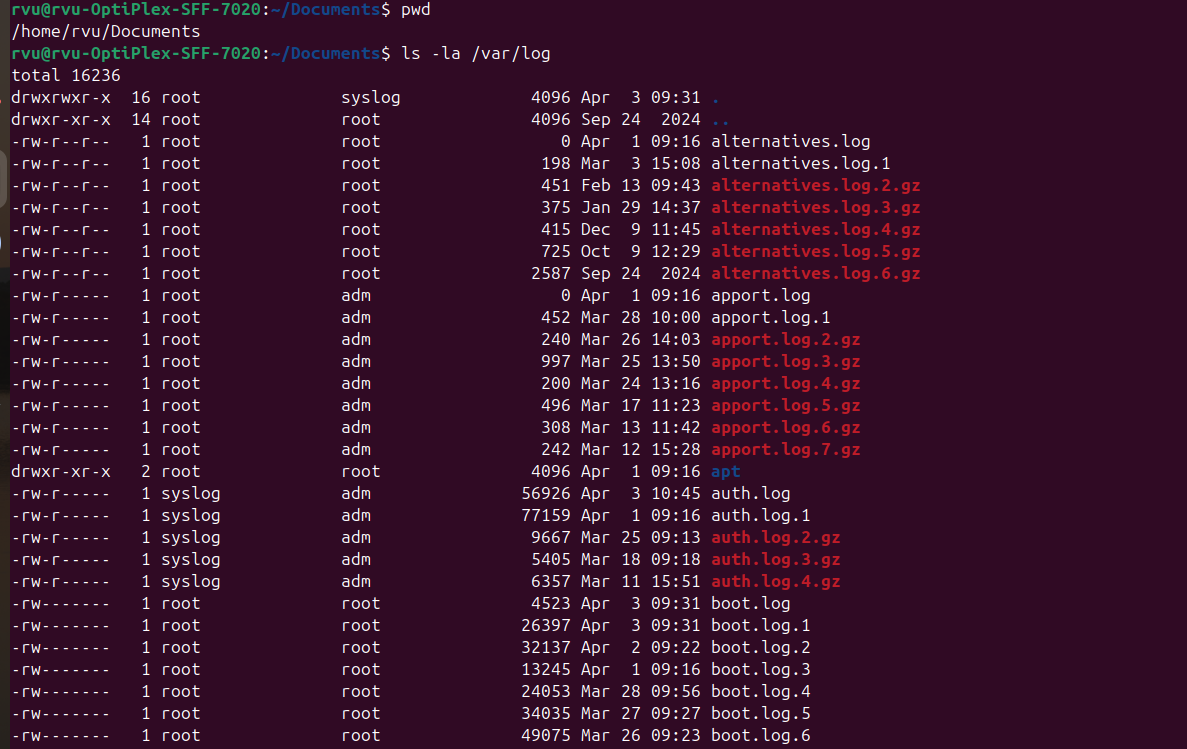 rvu@rvu-OptiPlex-SFF-7020:~/Documents$ pwd
/home/rvu/Documents
rvu@rvu-OptiPlex-SFF-7020:~/Documents$ ls -la /var/log
total 16236
drwxrwxr-x  16 root              syslog             4096 Apr  3 09:31 .
drwxr-xr-x  14 root              root               4096 Sep 24  2024 ..
-rw-r--r--   1 root              root                  0 Apr  1 09:16 alternatives.log
-rw-r--r--   1 root              root                198 Mar  3 15:08 alternatives.log.1
-rw-r--r--   1 root              root                451 Feb 13 09:43 alternatives.log.2.gz
-rw-r--r--   1 root              root                375 Jan 29 14:37 alternatives.log.3.gz
-rw-r--r--   1 root              root                415 Dec  9 11:45 alternatives.log.4.gz
-rw-r--r--   1 root              root                725 Oct  9 12:29 alternatives.log.5.gz
-rw-r--r--   1 root              root               2587 Sep 24  2024 alternatives.log.6.gz
-rw-r-----   1 root              adm                   0 Apr  1 09:16 apport.log
-rw-r-----   1 root              adm                 452 Mar 28 10:00 apport.log.1
-rw-r-----   1 root              adm                 240 Mar 26 14:03 apport.log.2.gz
-rw-r-----   1 root              adm                 997 Mar 25 13:50 apport.log.3.gz
-rw-r-----   1 root              adm                 200 Mar 24 13:16 apport.log.4.gz
-rw-r-----   1 root              adm                 496 Mar 17 11:23 apport.log.5.gz
-rw-r-----   1 root              adm                 308 Mar 13 11:42 apport.log.6.gz
-rw-r-----   1 root              adm                 242 Mar 12 15:28 apport.log.7.gz
drwxr-xr-x   2 root              root               4096 Apr  1 09:16 apt
-rw-r-----   1 syslog            adm               56926 Apr  3 10:45 auth.log
-rw-r-----   1 syslog            adm               77159 Apr  1 09:16 auth.log.1
-rw-r-----   1 syslog            adm                9667 Mar 25 09:13 auth.log.2.gz
-rw-r-----   1 syslog            adm                5405 Mar 18 09:18 auth.log.3.gz
-rw-r-----   1 syslog            adm                6357 Mar 11 15:51 auth.log.4.gz
-rw-------   1 root              root               4523 Apr  3 09:31 boot.log
-rw-------   1 root              root              26397 Apr  3 09:31 boot.log.1
-rw-------   1 root              root              32137 Apr  2 09:22 boot.log.2
-rw-------   1 root              root              13245 Apr  1 09:16 boot.log.3
-rw-------   1 root              root              24053 Mar 28 09:56 boot.log.4
-rw-------   1 root              root              34035 Mar 27 09:27 boot.log.5
-rw-------   1 root              root              49075 Mar 26 09:23 boot.log.6